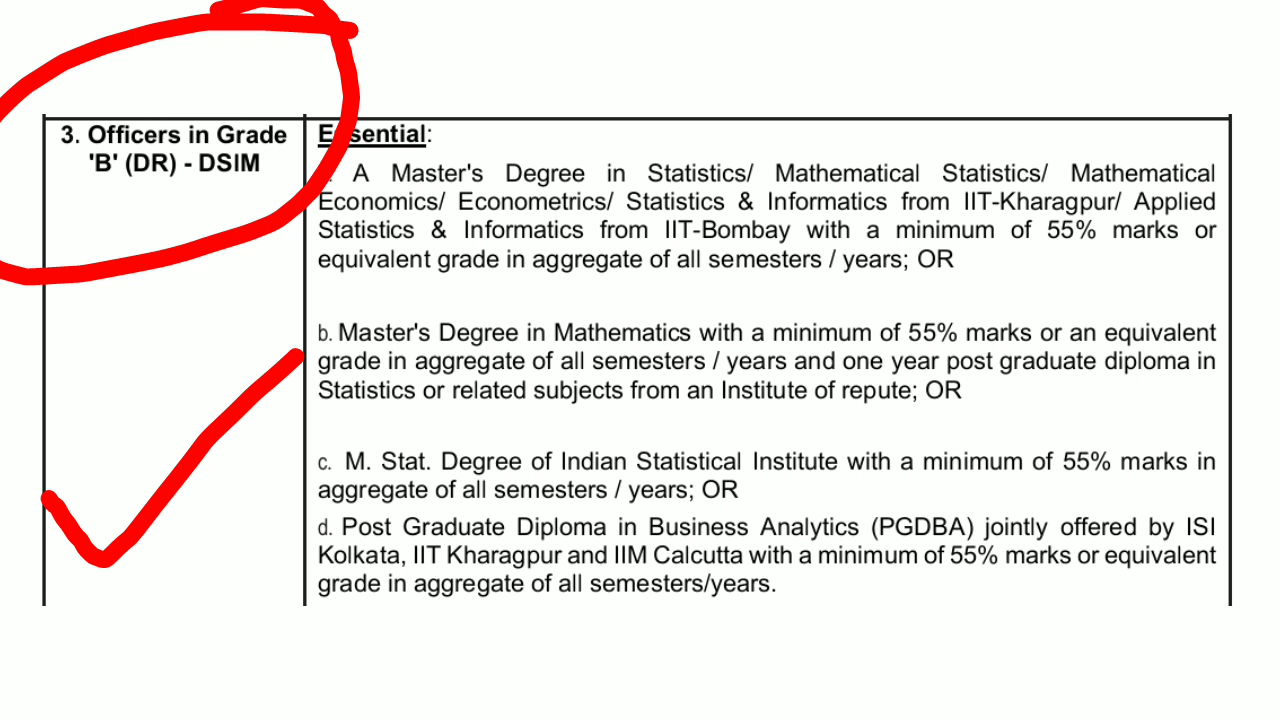 3. Officers in Grade
'B' (DR) - DSIM
Essential:
A Master's Degree in Statistics/ Mathematical Statistics/ Mathematical
Economics/ Econometrics/ Statistics & Informatics from IIT-Kharagpur/ Applied
Statistics & Informatics from IIT-Bombay with a minimum of 55% marks or
equivalent grade in aggregate of all semesters / years; OR
b. Master's Degree in Mathematics with a minimum of 55% marks or an equivalent
grade in aggregate of all semesters / years and one year post graduate diploma in
Statistics or related subjects from an Institute of repute; OR
c. M. Stat. Degree of Indian Statistical Institute with a minimum of 55% marks in
aggregate of all semesters / years; OR
d. Post Graduate Diploma in Business Analytics (PGDBA) jointly offered by ISI
Kolkata, IIT Kharagpur and IIM Calcutta with a minimum of 55% marks or equivalent
grade in aggregate of all semesters/years.